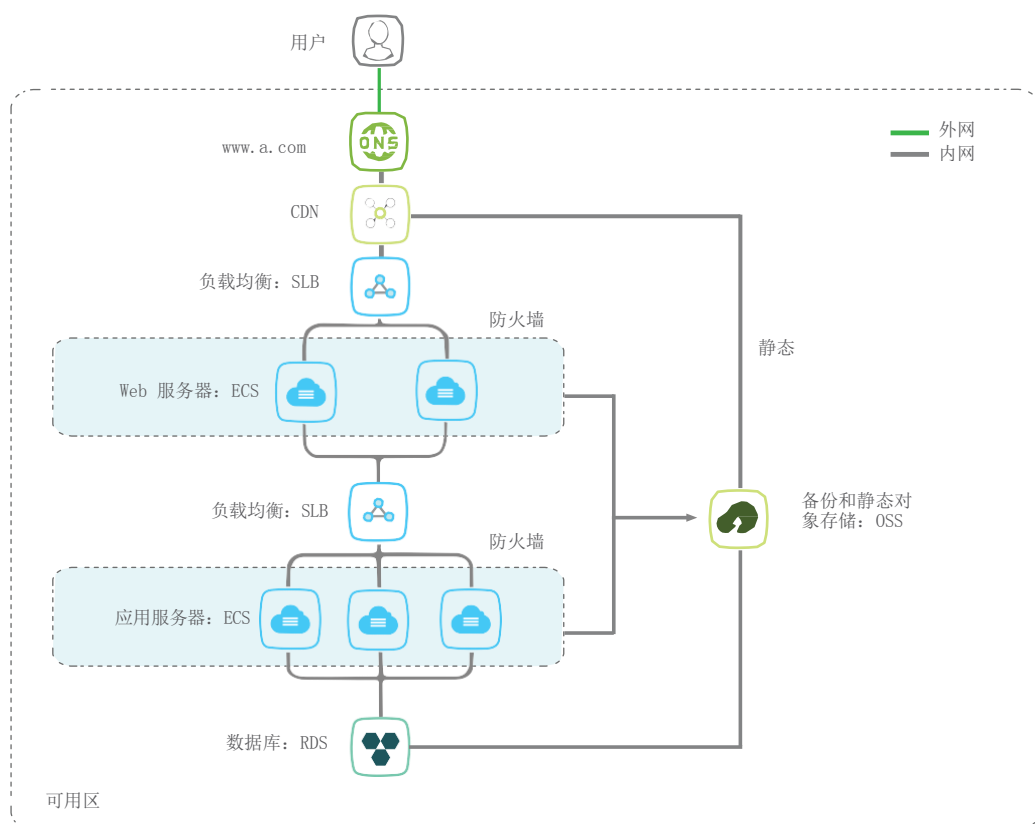 用户
外网
www.a.com
ONS
内网
CDN
负载均衡：SLB
防火墙
静态
Web 服务器：ECS
备份和静态对
象存储：OSS
负载均衡：SLB
防火墙
应用服务器：ECS
数据库：RDS
可用区